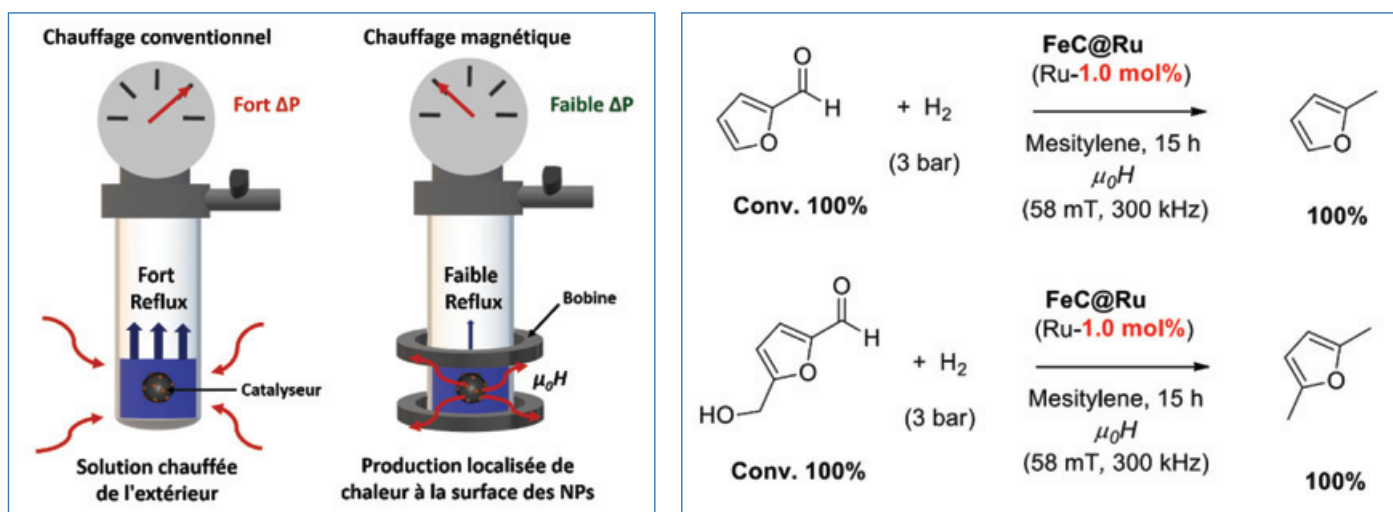 Chauffage conventionnel
Fort ΔP
Fort
Reflux
Catalyseur
Solution chauffée
de l'extérieur
Chauffage magnétique
Faible ΔP
Faible
Reflux
Bobine
μ₀H
Production localisée de
chaleur à la surface des NPs
O
H
O
+ H₂
(3 bar)
Conv. 100%
FeC@Ru
(Ru-1.0 mol%)
Mesitylene, 15 h
μ₀H
(58 mT, 300 kHz)
O
100%
O
H
O
HO
+ H₂
(3 bar)
Conv. 100%
FeC@Ru
(Ru-1.0 mol%)
Mesitylene, 15 h
μ₀H
(58 mT, 300 kHz)
O
100%